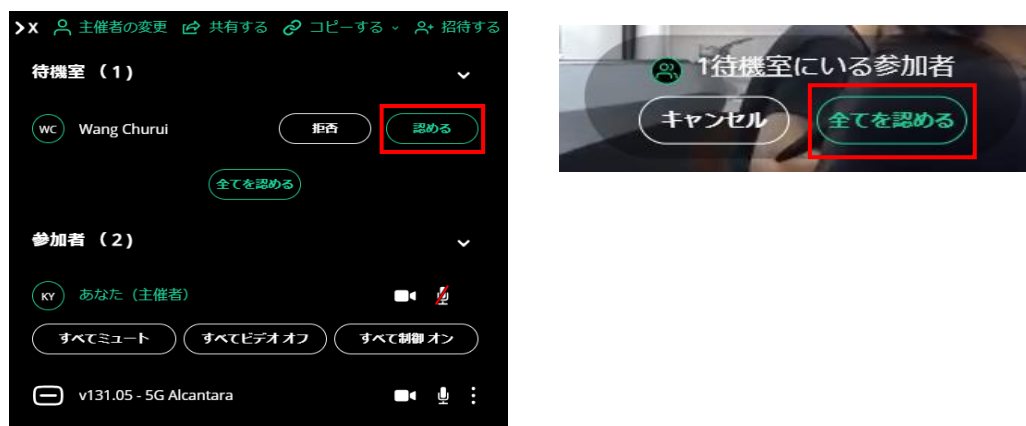 主催者の変更 共有する コピーする 招待する
待機室 (1)
WC Wang Churui 拒否 認める
全てを認める
参加者 (2)
KY あなた (主催者)
すべてミュート すべてビデオ オフ すべて制御 オン
v131.05 - 5G Alcantara
1待機室にいる参加者
キャンセル 全てを認める